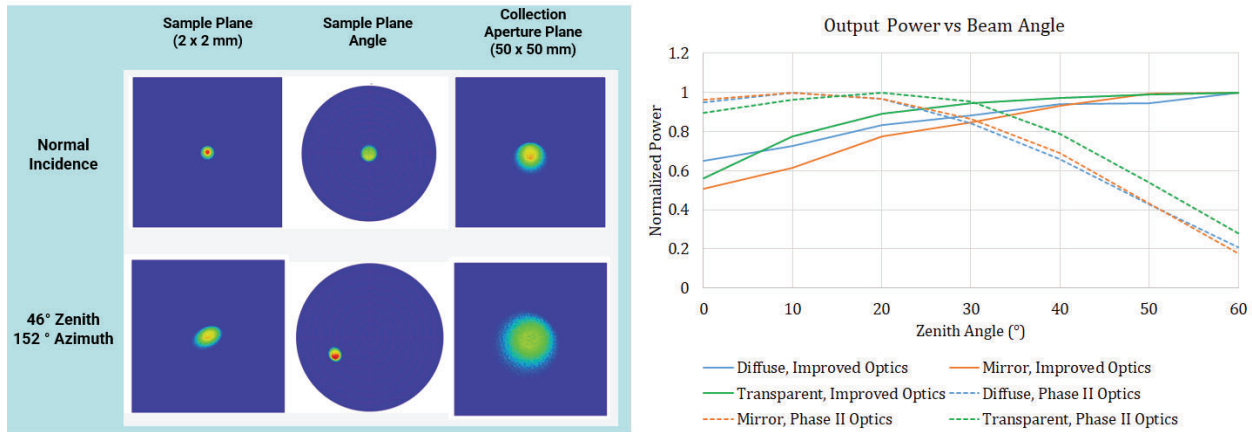 Sample Plane
(2 x 2 mm)
Sample Plane
Angle
Collection
Aperture Plane
(50 x 50 mm)
Normal
Incidence
46° Zenith
152 ° Azimuth
Output Power vs Beam Angle
Normalized Power
1.2
1
0.8
0.6
0.4
0.2
0
0
10
20
30
40
50
60
Zenith Angle (°)
Diffuse, Improved Optics
Mirror, Improved Optics
Transparent, Improved Optics
Diffuse, Phase II Optics
Mirror, Phase II Optics
Transparent, Phase II Optics